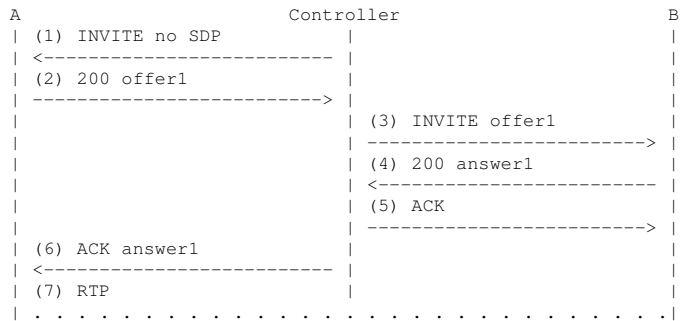 A Controller B
(1) INVITE no SDP
(2) 200 offer1
(3) INVITE offer1
(4) 200 answer1
(5) ACK
(6) ACK answer1
(7) RTP